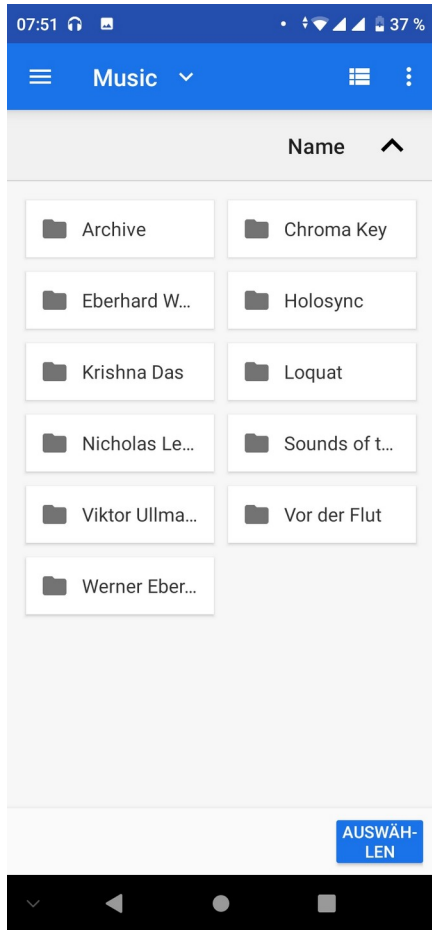 07:51 37 %
Music
Name
Archive
Chroma Key
Eberhard W...
Holosync
Krishna Das
Loquat
Nicholas Le...
Sounds of t...
Viktor Ullma...
Vor der Flut
Werner Eber...
AUSWÄH-
LEN